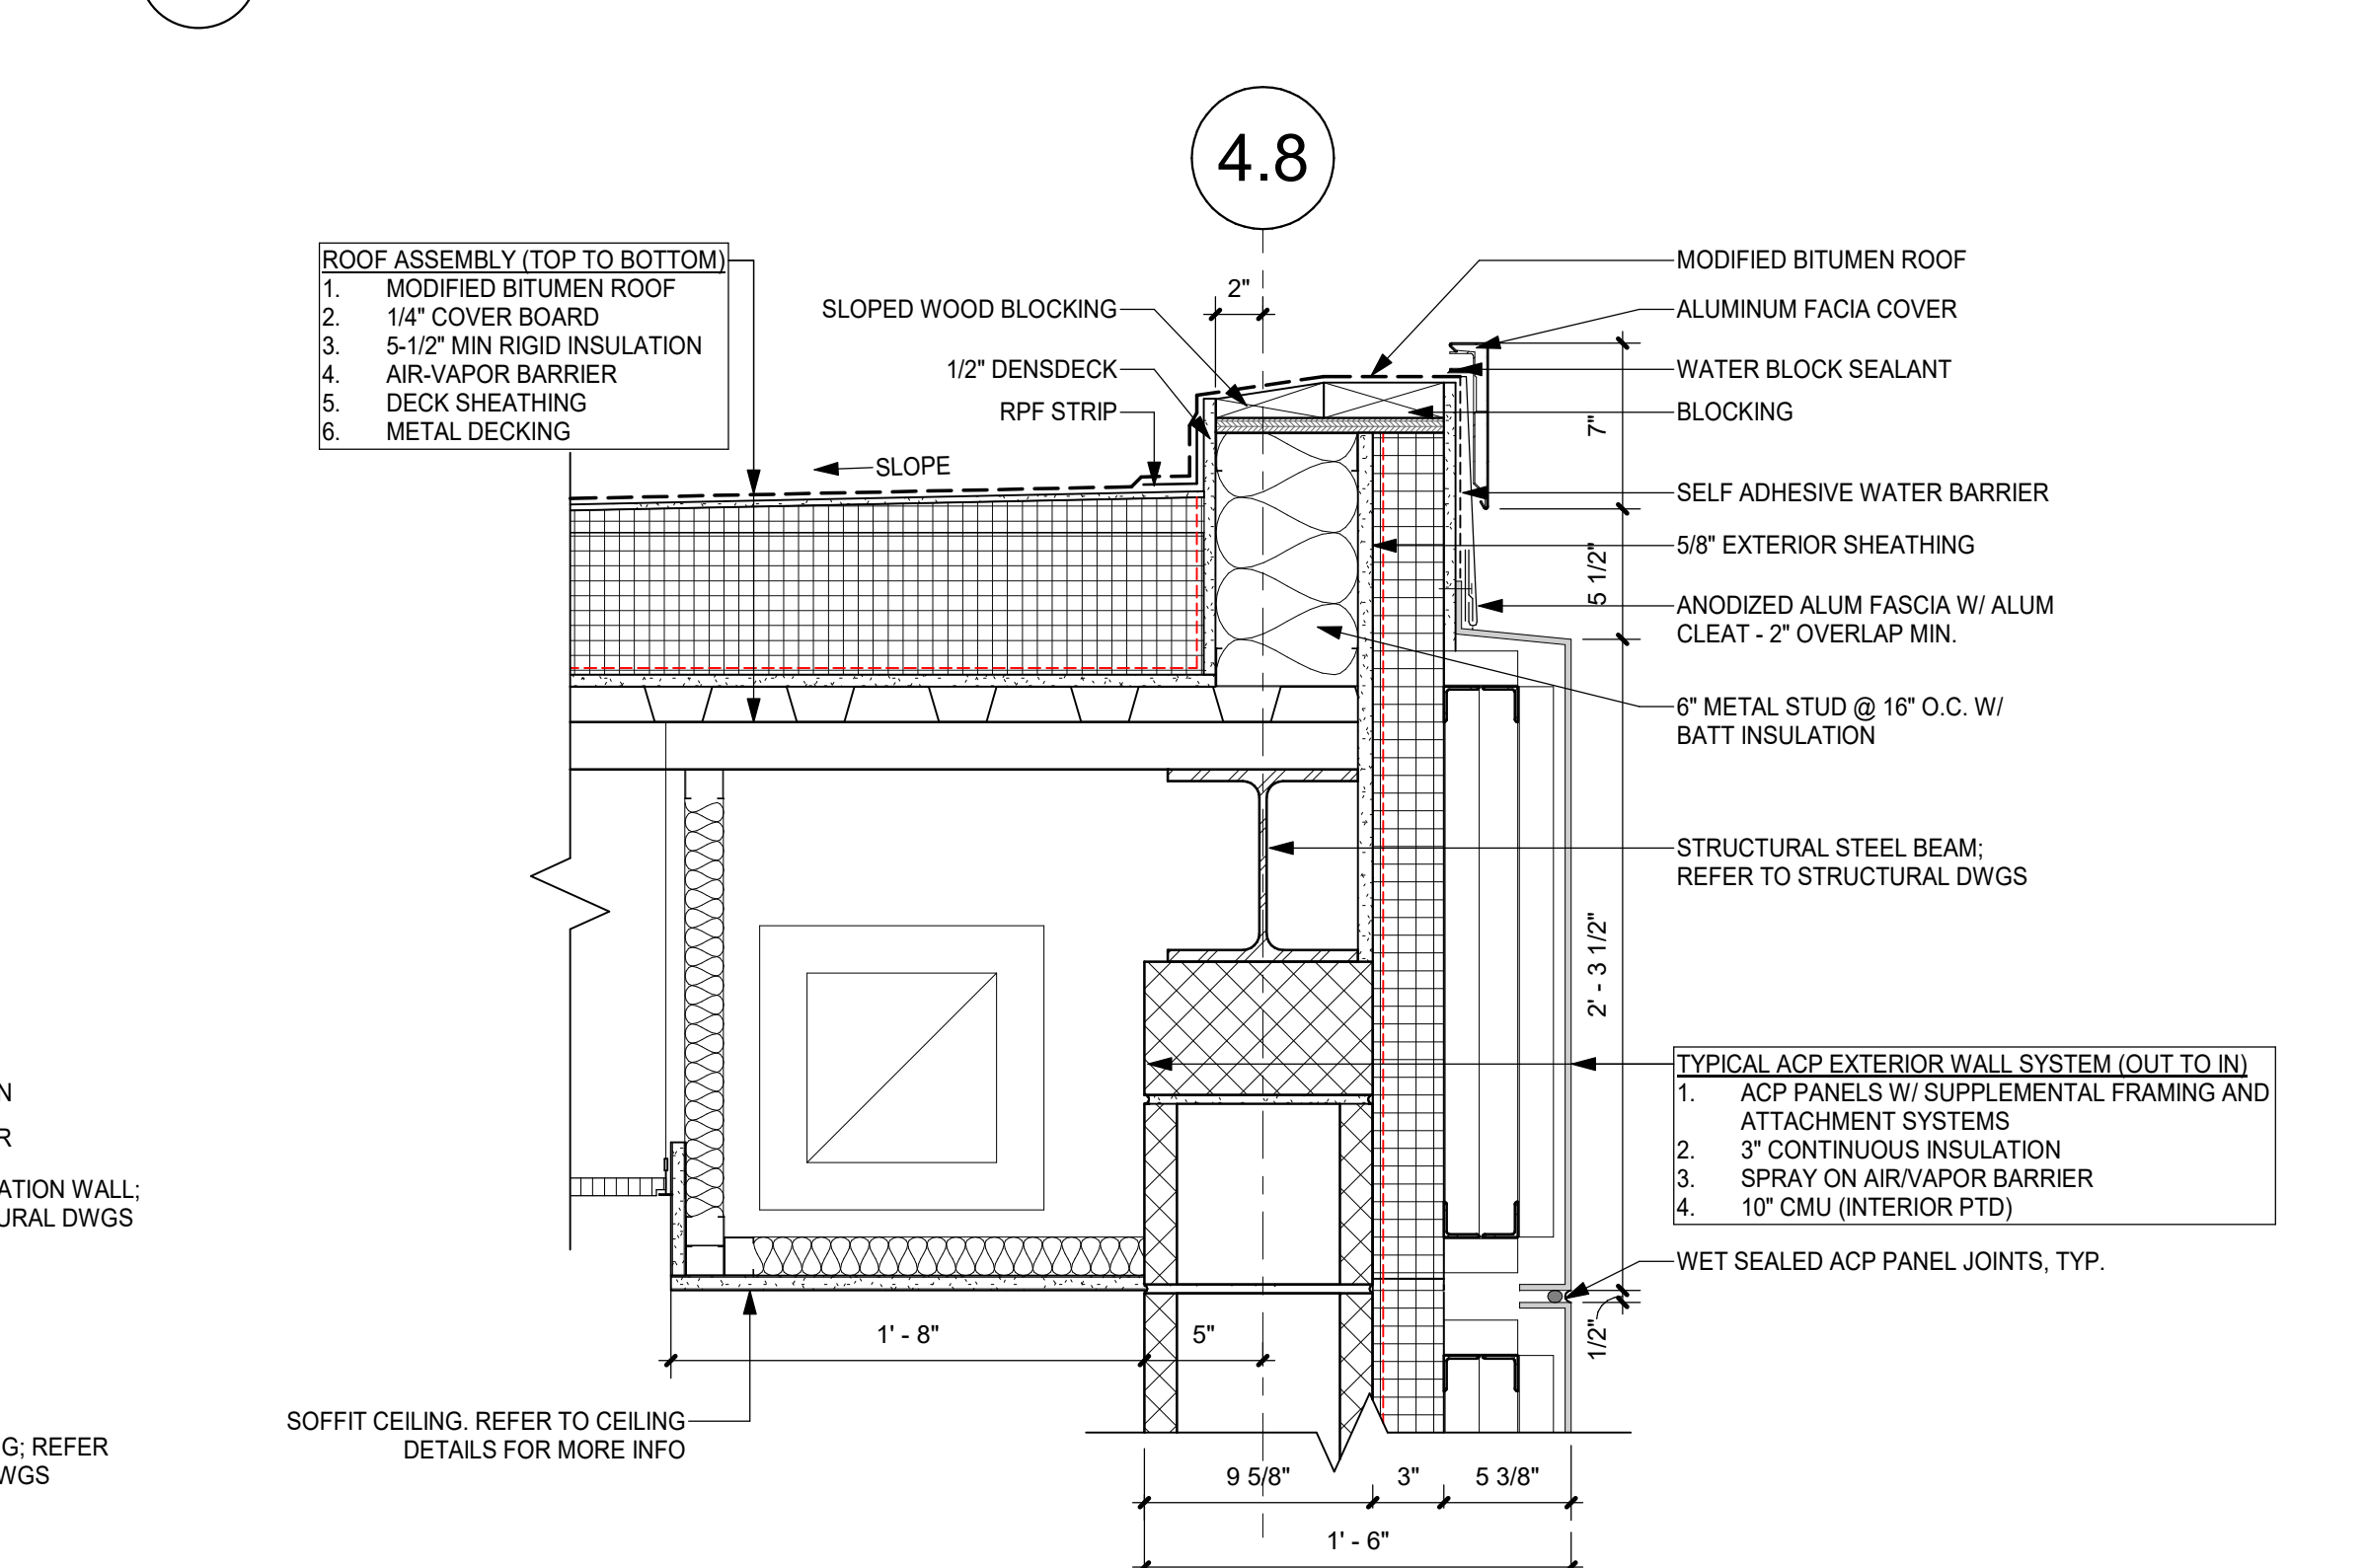 4.8
ROOF ASSEMBLY (TOP TO BOTTOM)
1. MODIFIED BITUMEN ROOF
2. 1/4" COVER BOARD
3. 5-1/2" MIN RIGID INSULATION
4. AIR-VAPOR BARRIER
5. DECK SHEATHING
6. METAL DECKING
SLOPE
2"
SLOPED WOOD BLOCKING
1/2" DENSDECK
RPF STRIP
MODIFIED BITUMEN ROOF
ALUMINUM FACIA COVER
WATER BLOCK SEALANT
BLOCKING
7"
SELF ADHESIVE WATER BARRIER
5/8" EXTERIOR SHEATHING
5 1/2"
ANODIZED ALUM FASCIA W/ ALUM
CLEAT - 2" OVERLAP MIN.
6" METAL STUD @ 16" O.C. W/
BATT INSULATION
STRUCTURAL STEEL BEAM;
REFER TO STRUCTURAL DWGS
2' - 3 1/2"
TYPICAL ACP EXTERIOR WALL SYSTEM (OUT TO IN)
1. ACP PANELS W/ SUPPLEMENTAL FRAMING AND
ATTACHMENT SYSTEMS
2. 3" CONTINUOUS INSULATION
3. SPRAY ON AIR/VAPOR BARRIER
4. 10" CMU (INTERIOR PTD)
WET SEALED ACP PANEL JOINTS, TYP.
1/2"
N
R
ATION WALL;
URAL DWGS
1' - 8"
5"
SOFFIT CEILING. REFER TO CEILING
DETAILS FOR MORE INFO
G; REFER
WGS
9 5/8"
3"
5 3/8"
1' - 6"